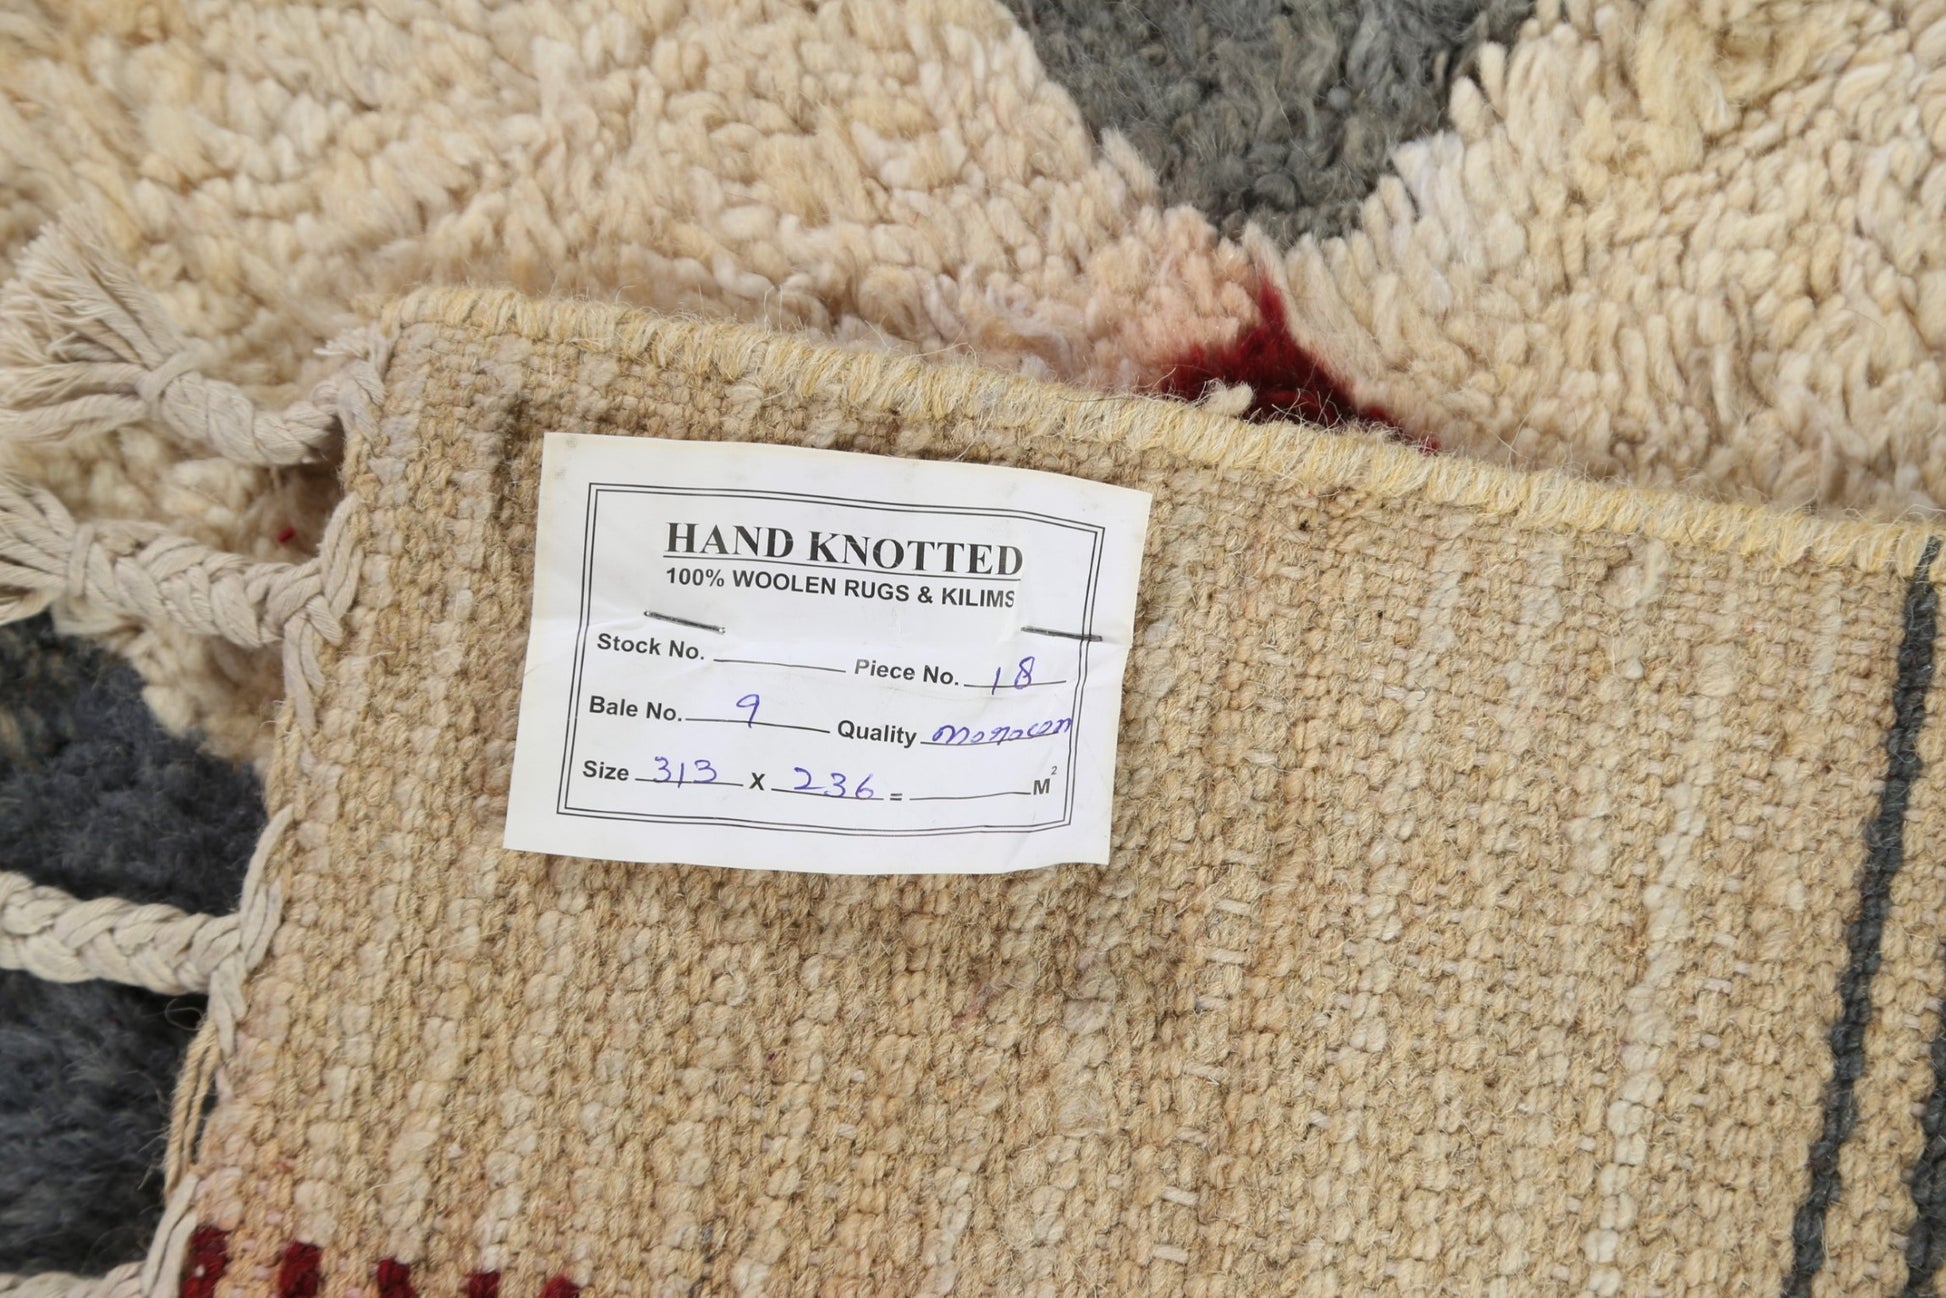 HAND KNOTTED
100% WOOLEN RUGS & KILIMS
Stock No. Piece No. 18
Bale No. 9 Quality
Size 313 X 236 = M²